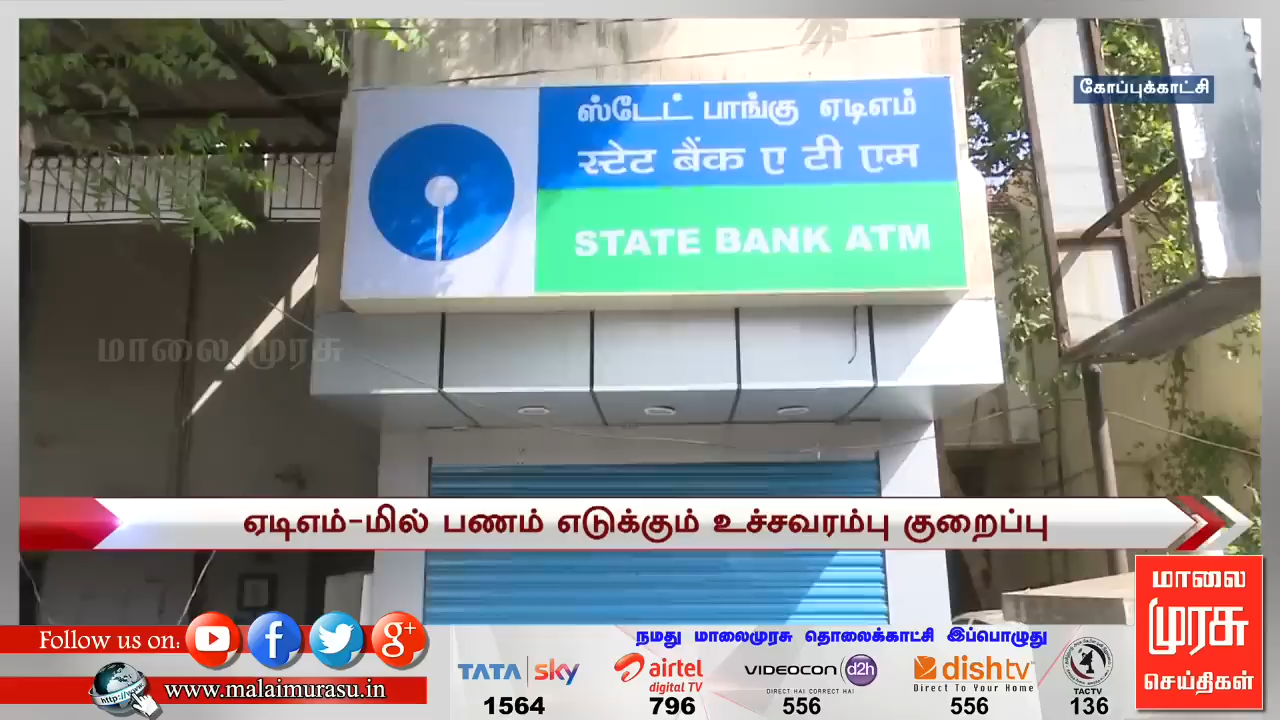 கோப்புக்காட்சி
ஸ்டேட் பாங்கு ஏடிஎம்
स्टेट बैंक ए टी एम
STATE BANK ATM
மாலை முரசு
ஏடிஎம்-மில் பணம் எடுக்கும் உச்சவரம்பு குறைப்பு
மாலை
முரசு
செய்திகள்
Follow us on:
www.malaimurasu.in
http://www
நமது மாலைமுரசு தொலைக்காட்சி இப்பொழுது
TATA sky
1564
airtel
digital TV
796
VIDEOCON d2h
DIRECT HAI CORRECT HAI
556
dishtv
Direct To Your Home
556
TACTV
136